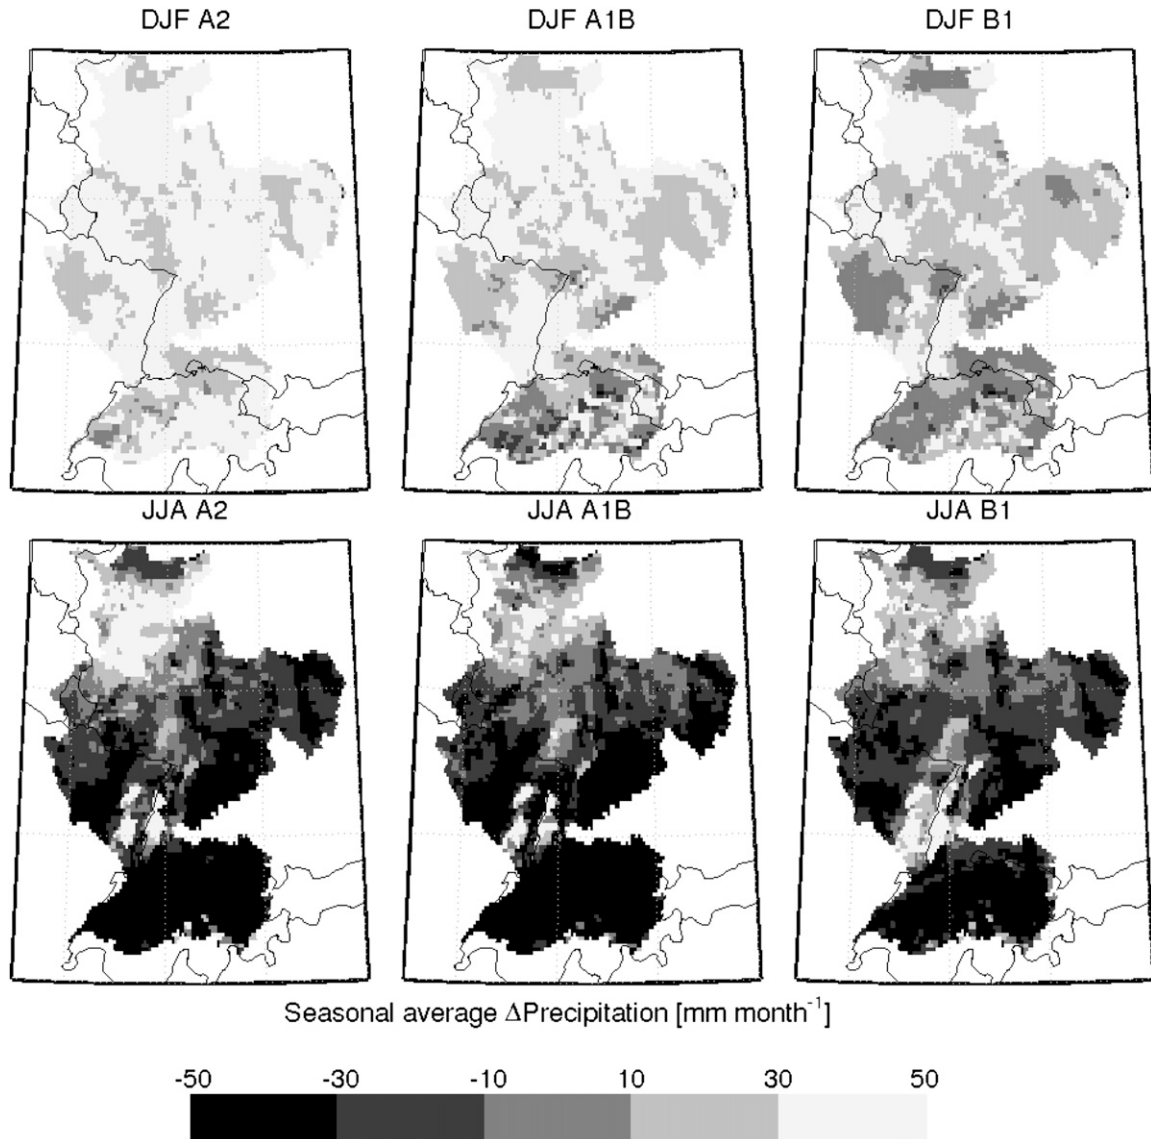 DJF A2 DJF A1B DJF B1
JJA A2 JJA A1B JJA B1
Seasonal average ΔPrecipitation [mm month⁻¹]
-50 -30 -10 10 30 50